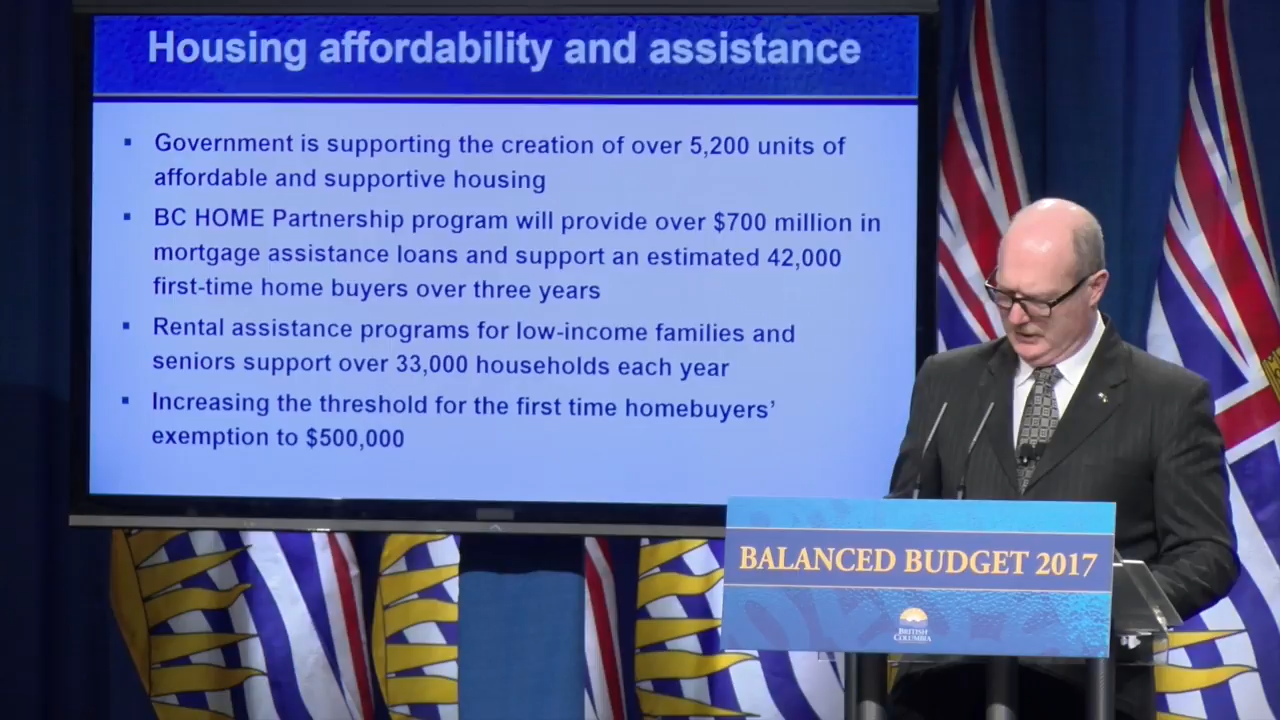 Housing affordability and assistance
▪ Government is supporting the creation of over 5,200 units of
affordable and supportive housing
▪ BC HOME Partnership program will provide over $700 million in
mortgage assistance loans and support an estimated 42,000
first-time home buyers over three years
▪ Rental assistance programs for low-income families and
seniors support over 33,000 households each year
▪ Increasing the threshold for the first time homebuyers’
exemption to $500,000
BALANCED BUDGET 2017
BRITISH
COLUMBIA